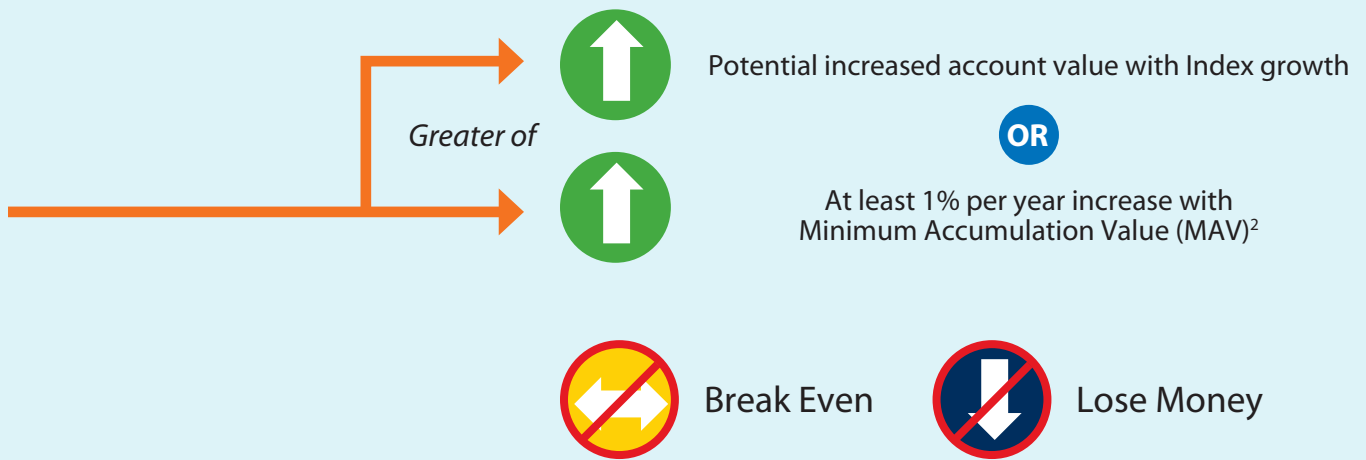 Potential increased account value with Index growth
Greater of
OR
At least 1% per year increase with
Minimum Accumulation Value (MAV)2
Break Even
Lose Money